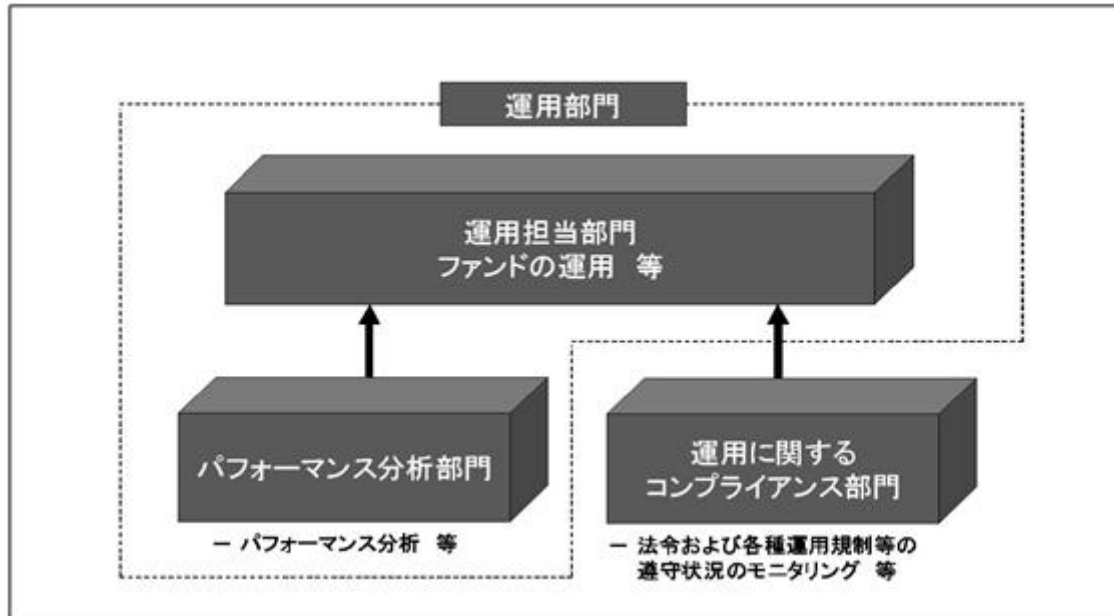 運用部門
運用担当部門
ファンドの運用　等
パフォーマンス分析部門
－ パフォーマンス分析　等
運用に関する
コンプライアンス部門
－ 法令および各種運用規制等の
遵守状況のモニタリング　等